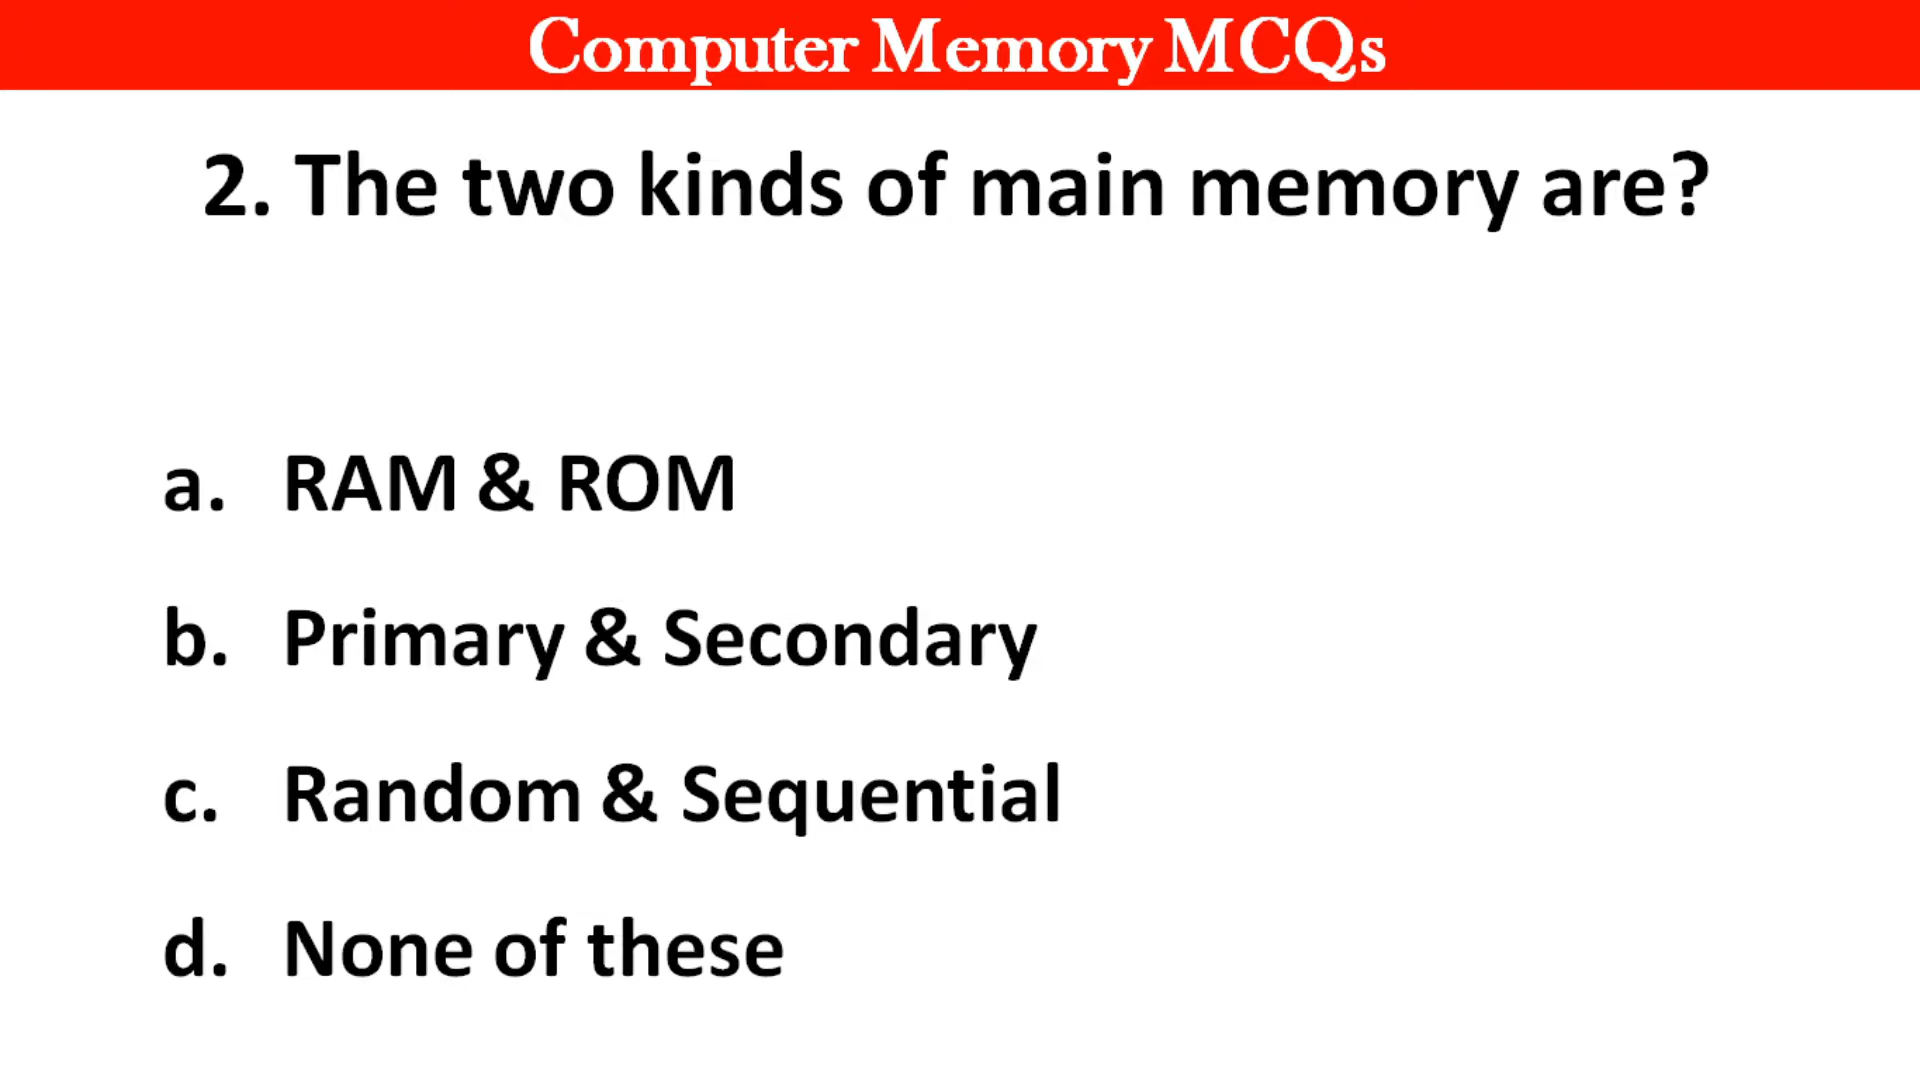 Computer Memory MCQs
2. The two kinds of main memory are?
a. RAM & ROM
b. Primary & Secondary
c. Random & Sequential
d. None of these